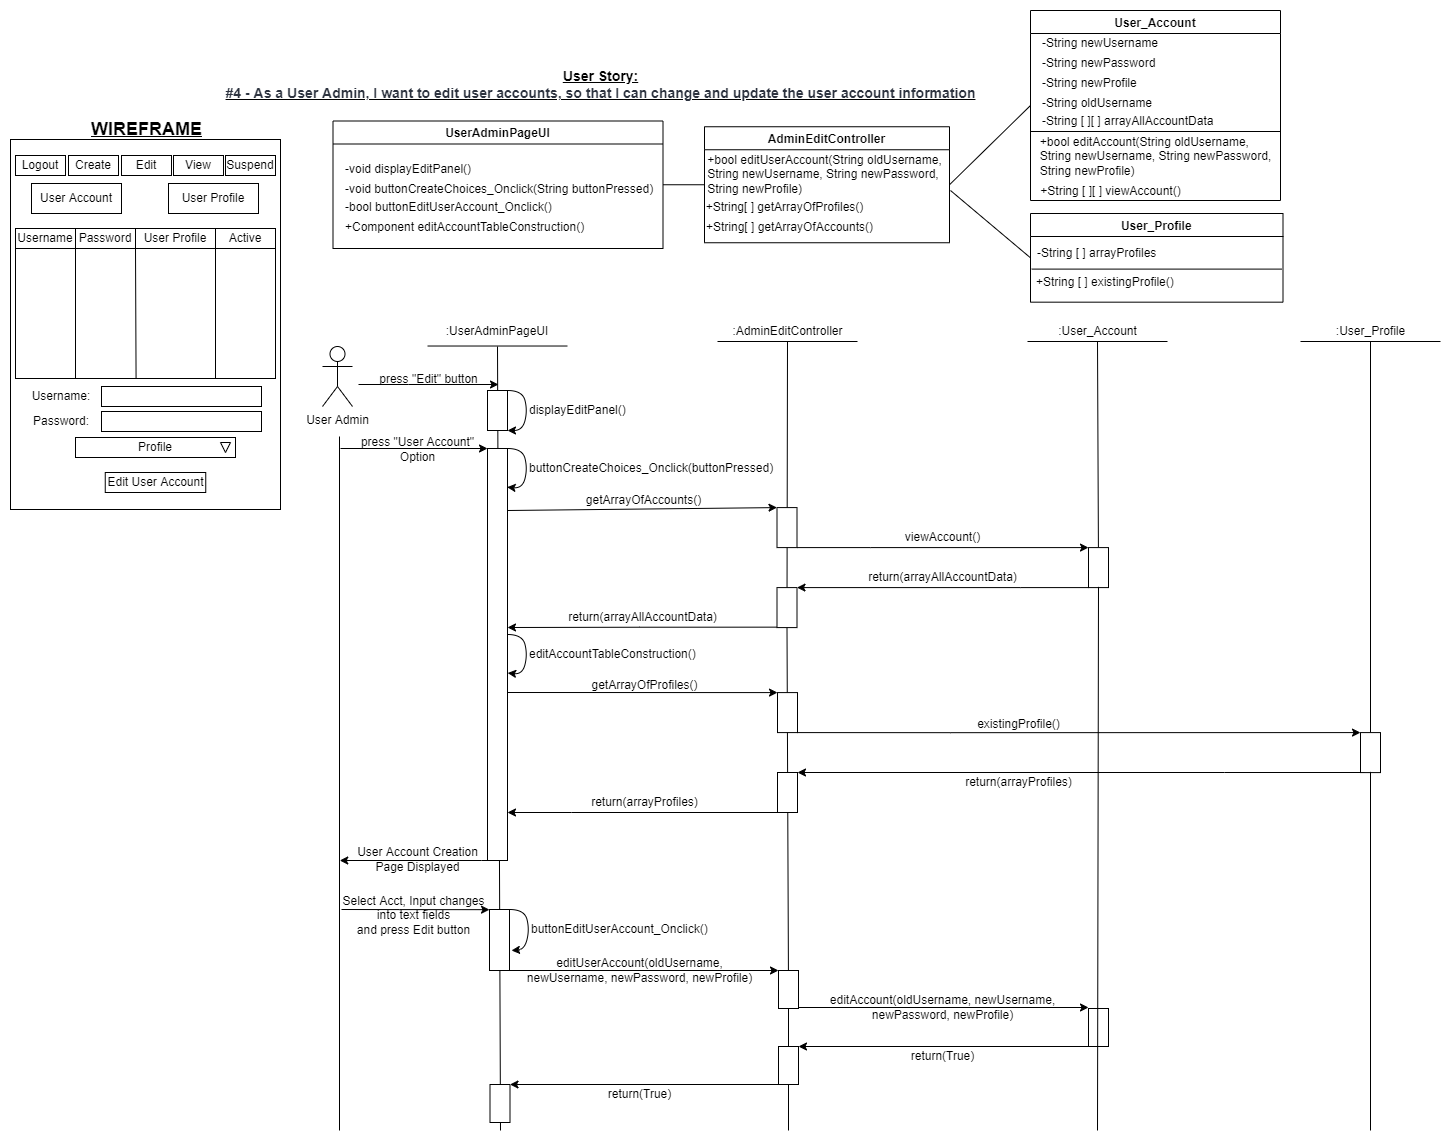 User Story:
#4 - As a User Admin, I want to edit user accounts, so that I can change and update the user account information
WIREFRAME
Logout Create Edit View Suspend
User Account User Profile
Username Password User Profile Active
Username:
Password:
Profile
Edit User Account
UserAdminPageUI
-void displayEditPanel()
-void buttonCreateChoices_Onclick(String buttonPressed)
-bool buttonEditUserAccount_Onclick()
+Component editAccountTableConstruction()
AdminEditController
+bool editUserAccount(String oldUsername,
String newUsername, String newPassword,
String newProfile)
+String[ ] getArrayOfProfiles()
+String[ ] getArrayOfAccounts()
User_Account
-String newUsername
-String newPassword
-String newProfile
-String oldUsername
-String [ ][ ] arrayAllAccountData
+bool editAccount(String oldUsername,
String newUsername, String newPassword,
String newProfile)
+String [ ][ ] viewAccount()
User_Profile
-String [ ] arrayProfiles
+String [ ] existingProfile()
:UserAdminPageUI
:AdminEditController
:User_Account
:User_Profile
User Admin
press "Edit" button
displayEditPanel()
press "User Account"
Option
buttonCreateChoices_Onclick(buttonPressed)
getArrayOfAccounts()
viewAccount()
return(arrayAllAccountData)
return(arrayAllAccountData)
editAccountTableConstruction()
getArrayOfProfiles()
existingProfile()
return(arrayProfiles)
return(arrayProfiles)
User Account Creation
Page Displayed
Select Acct, Input changes
into text fields
and press Edit button
buttonEditUserAccount_Onclick()
editUserAccount(oldUsername,
newUsername, newPassword, newProfile)
editAccount(oldUsername, newUsername,
newPassword, newProfile)
return(True)
return(True)